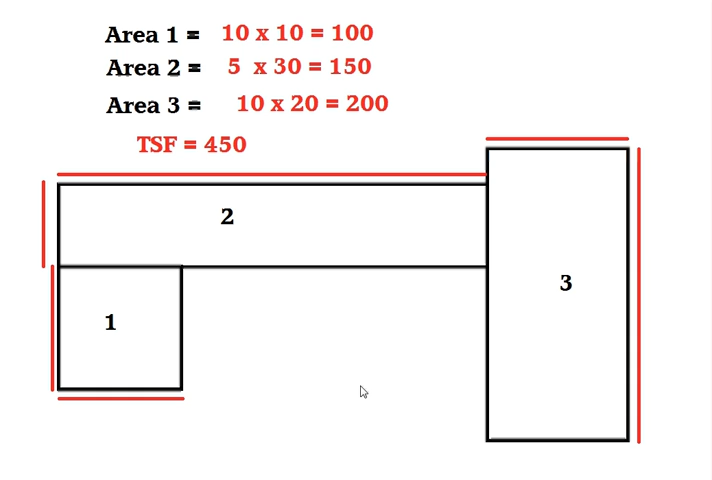 Area 1 = 10 x 10 = 100
Area 2 = 5 x 30 = 150
Area 3 = 10 x 20 = 200
TSF = 450
2
3
1